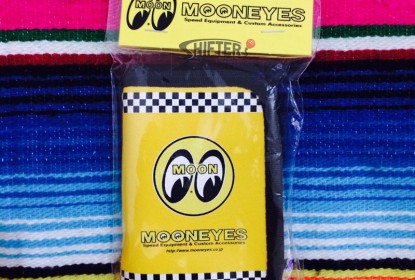 MOON
MOONEYES
Speed Equipment & Custom Accessories
SHIFTER
MOON
MOONEYES
Speed Equipment & Custom Accessories
http://www.mooneyes.co.jp